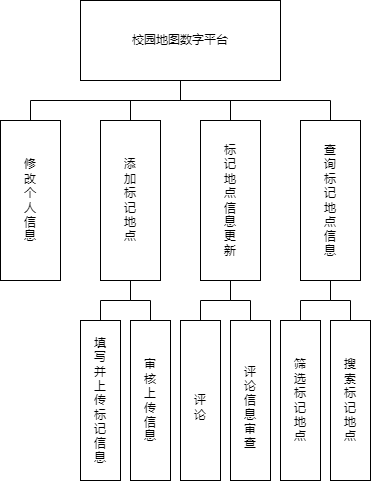 校园地图数字平台
修改个人信息
添加标记地点
标记地点信息更新
查询标记地点信息
填写并上传标记信息
审核上传信息
评论
评论信息审查
筛选标记地点
搜索标记地点